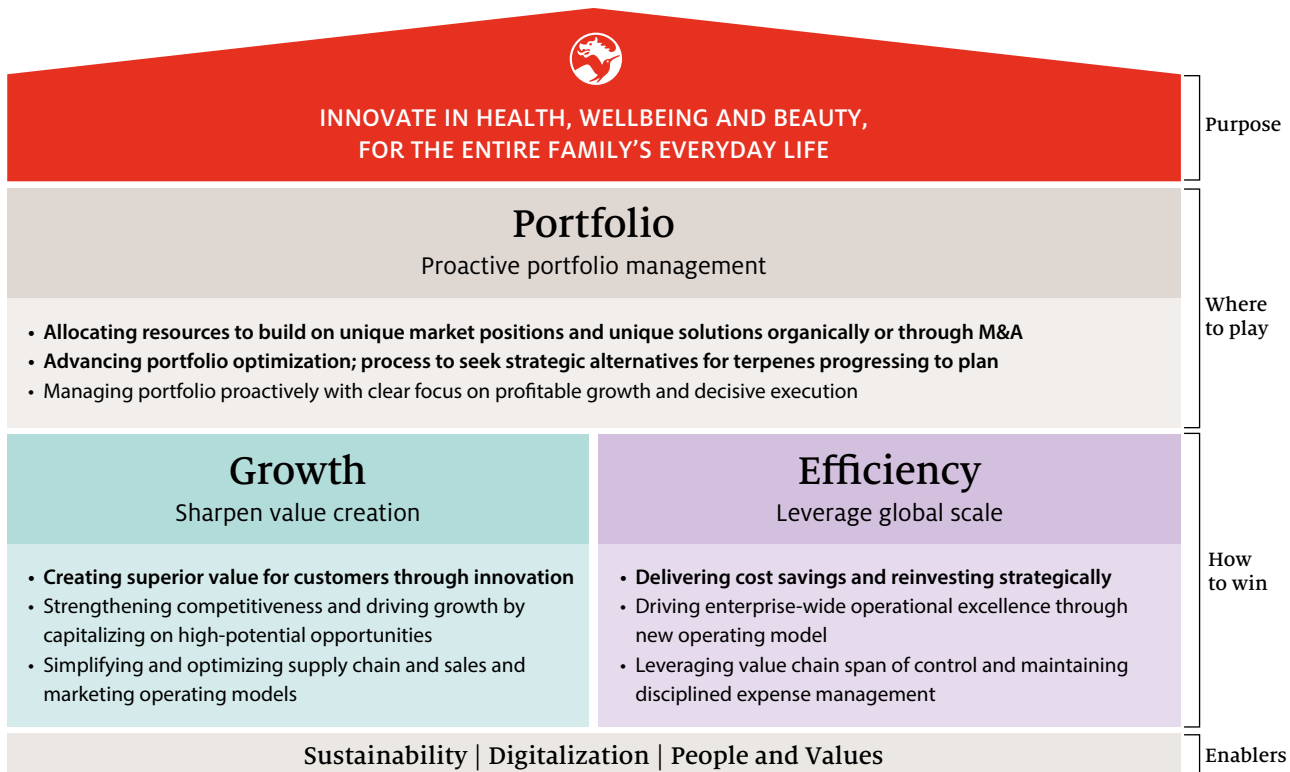 INNOVATE IN HEALTH, WELLBEING AND BEAUTY,
FOR THE ENTIRE FAMILY’S EVERYDAY LIFE
Purpose
Portfolio
Proactive portfolio management
• Allocating resources to build on unique market positions and unique solutions organically or through M&A
• Advancing portfolio optimization; process to seek strategic alternatives for terpenes progressing to plan
• Managing portfolio proactively with clear focus on profitable growth and decisive execution
Where
to play
Growth
Sharpen value creation
• Creating superior value for customers through innovation
• Strengthening competitiveness and driving growth by
capitalizing on high-potential opportunities
• Simplifying and optimizing supply chain and sales and
marketing operating models
Efficiency
Leverage global scale
• Delivering cost savings and reinvesting strategically
• Driving enterprise-wide operational excellence through
new operating model
• Leveraging value chain span of control and maintaining
disciplined expense management
How
to win
Sustainability | Digitalization | People and Values
Enablers